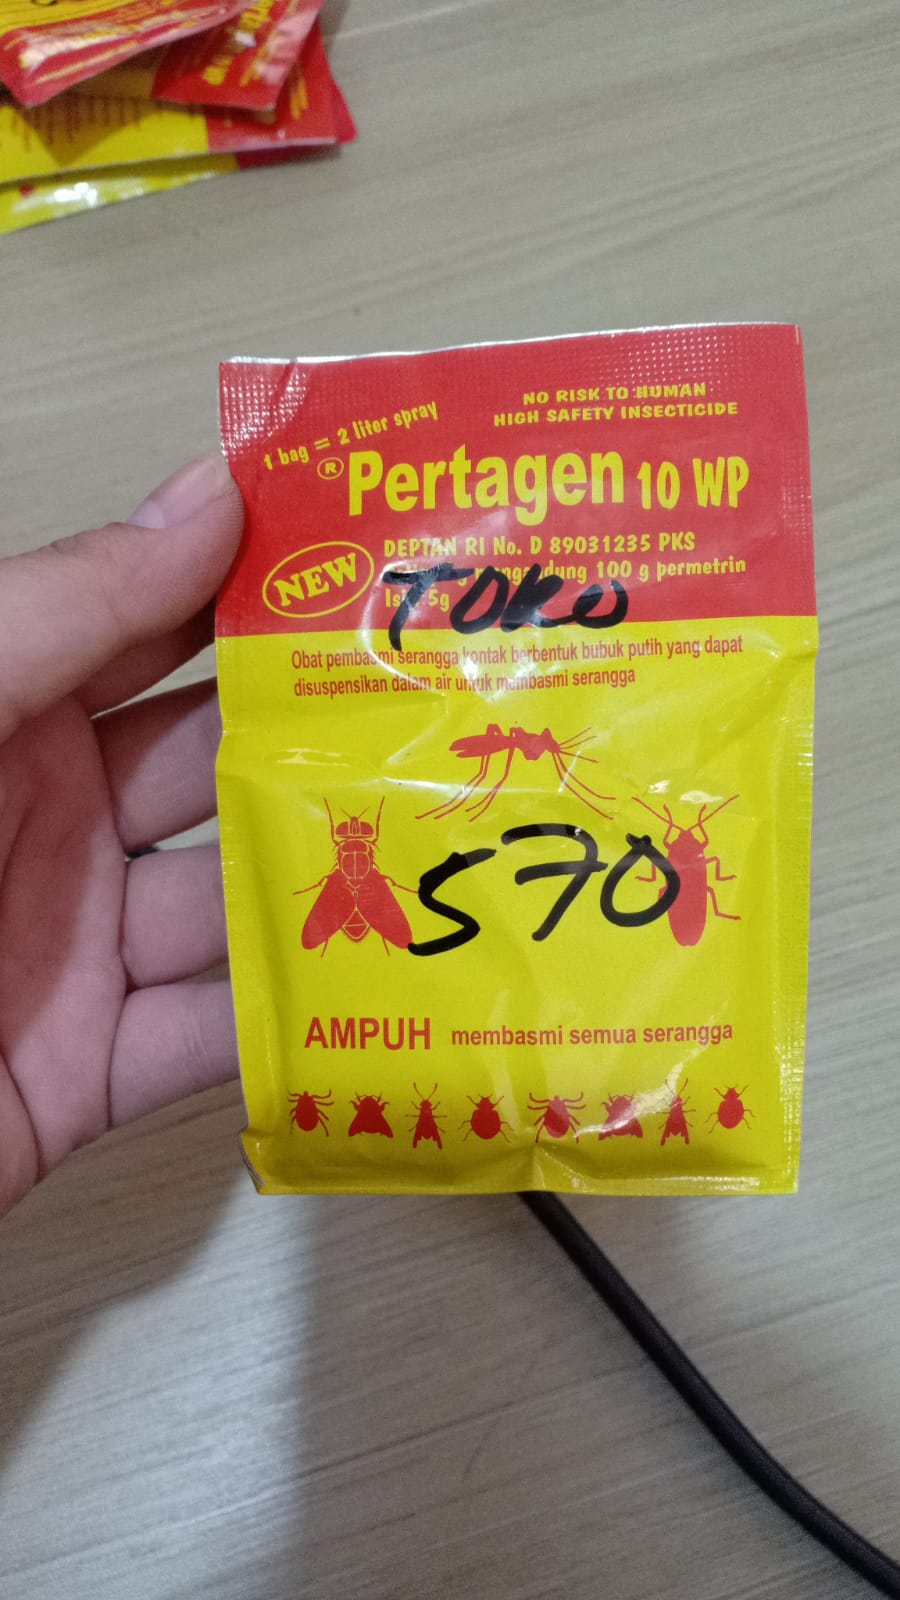 NO RISK TO HUMAN
HIGH SAFETY INSECTICIDE
1 bag = 2 liter spray
® Pertagen 10 WP
NEW
DEPTAN RI No. D 89031235 PKS
100 g permetrin
5g
TOKO
Obat pembasmi serangga kontak berbentuk bubuk putih yang dapat
disuspensikan dalam air untuk membasmi serangga
570
AMPUH membasmi semua serangga